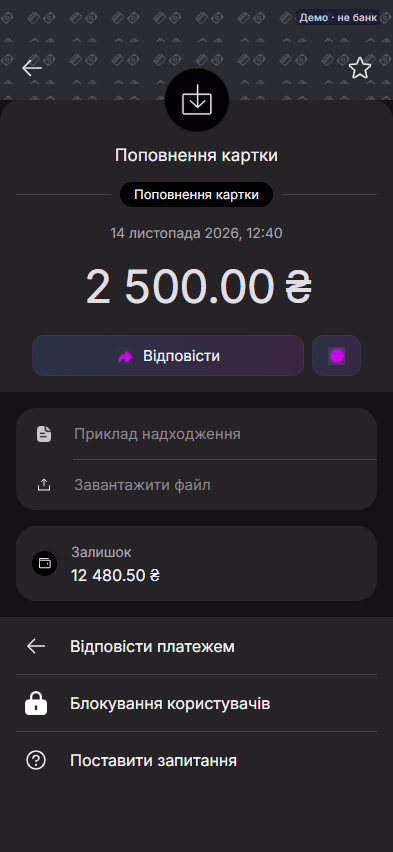 Демо · не банк
Поповнення картки
Поповнення картки
14 листопада 2026, 12:40
2 500.00 ₴
Відповісти
Приклад надходження
Завантажити файл
Залишок
12 480.50 ₴
Відповісти платежем
Блокування користувачів
Поставити запитання